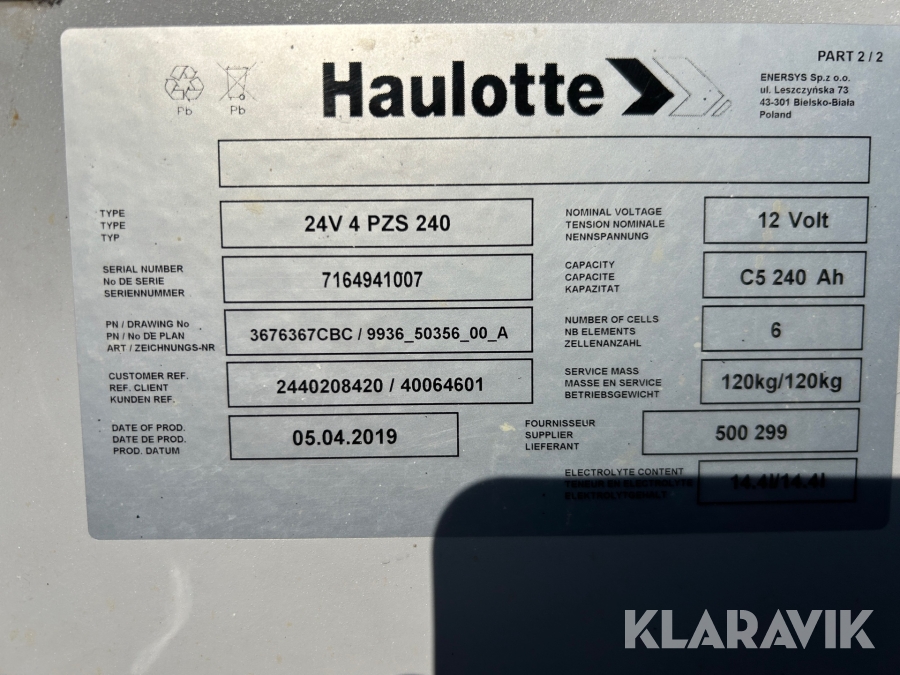 PART 2 / 2
Pb
Pb
Haulotte
ENERSYS Sp.z o.o.
ul. Leszczyńska 73
43-301 Bielsko-Biała
Poland
TYPE
TYPE
TYP
24V 4 PZS 240
NOMINAL VOLTAGE
TENSION NOMINALE
NENNSPANNUNG
12 Volt
SERIAL NUMBER
No DE SERIE
SERIENNUMMER
7164941007
CAPACITY
CAPACITE
KAPAZITAT
C5 240 Ah
PN / DRAWING No
PN / No DE PLAN
ART / ZEICHNUNGS-NR
3676367CBC / 9936_50356_00_A
NUMBER OF CELLS
NB ELEMENTS
ZELLENANZAHL
6
CUSTOMER REF.
REF. CLIENT
KUNDEN REF.
2440208420 / 40064601
SERVICE MASS
MASSE EN SERVICE
BETRIEBSGEWICHT
120kg/120kg
DATE OF PROD.
DATE DE PROD.
PROD. DATUM
05.04.2019
FOURNISSEUR
SUPPLIER
LIEFERANT
500 299
ELECTROLYTE CONTENT
TENEUR EN ELECTROLYTE
ELEKTROLYTGEHALT
14.4l/14.4l
KLARAVIK